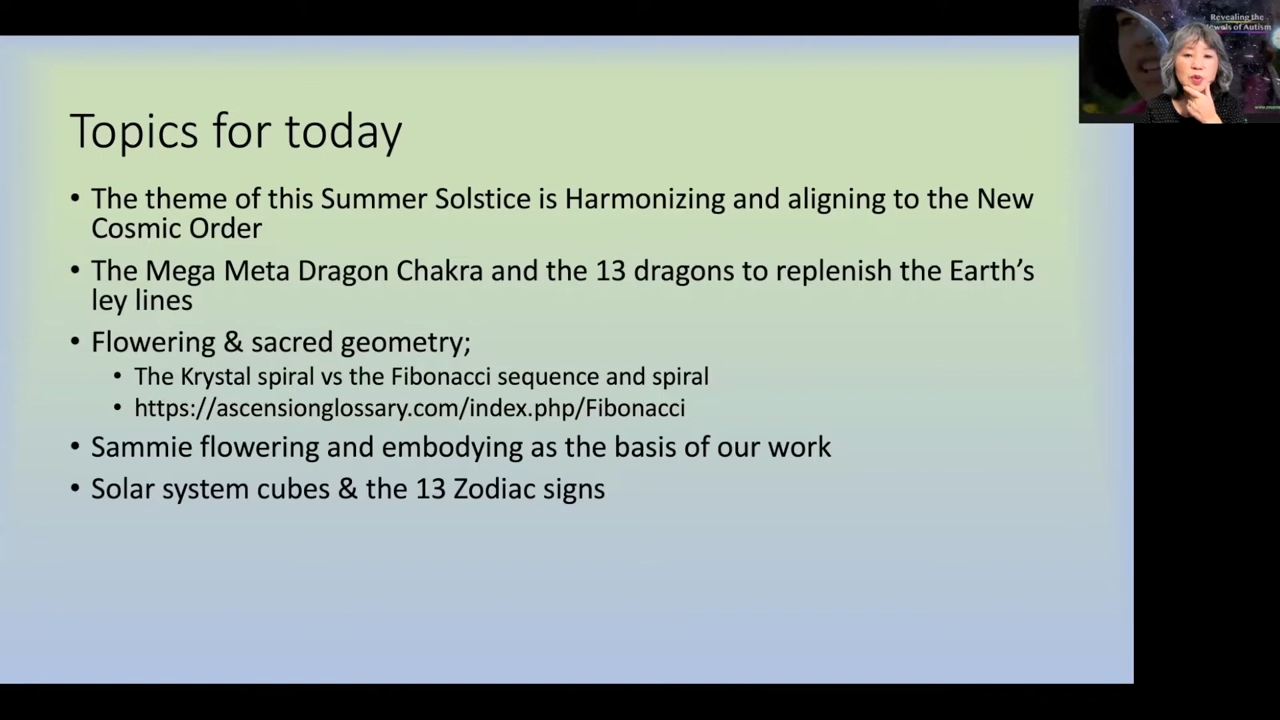 Revealing the
Jewels of Autism
Topics for today
• The theme of this Summer Solstice is Harmonizing and aligning to the New
Cosmic Order
• The Mega Meta Dragon Chakra and the 13 dragons to replenish the Earth's
ley lines
• Flowering & sacred geometry;
• The Krystal spiral vs the Fibonacci sequence and spiral
• https://ascensionglossary.com/index.php/Fibonacci
• Sammie flowering and embodying as the basis of our work
• Solar system cubes & the 13 Zodiac signs